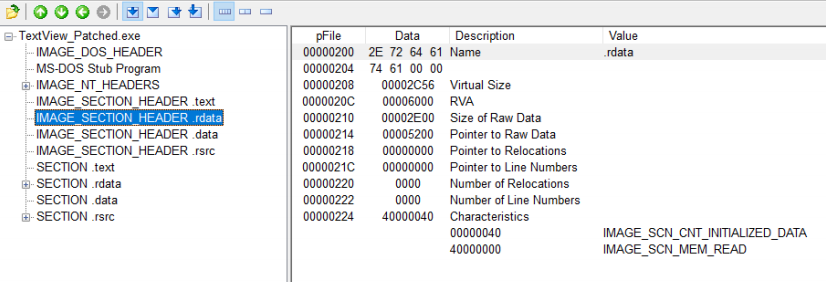 TextView_Patched.exe
IMAGE_DOS_HEADER
MS-DOS Stub Program
IMAGE_NT_HEADERS
IMAGE_SECTION_HEADER .text
IMAGE_SECTION_HEADER .rdata
IMAGE_SECTION_HEADER .data
IMAGE_SECTION_HEADER .rsrc
SECTION .text
SECTION .rdata
SECTION .data
SECTION .rsrc
pFile Data Description Value
00000200 2E 72 64 61 Name .rdata
00000204 74 61 00 00
00000208 00002C56 Virtual Size
0000020C 00006000 RVA
00000210 00002E00 Size of Raw Data
00000214 00005200 Pointer to Raw Data
00000218 00000000 Pointer to Relocations
0000021C 00000000 Pointer to Line Numbers
00000220 0000 Number of Relocations
00000222 0000 Number of Line Numbers
00000224 40000040 Characteristics
00000040 IMAGE_SCN_CNT_INITIALIZED_DATA
40000000 IMAGE_SCN_MEM_READ